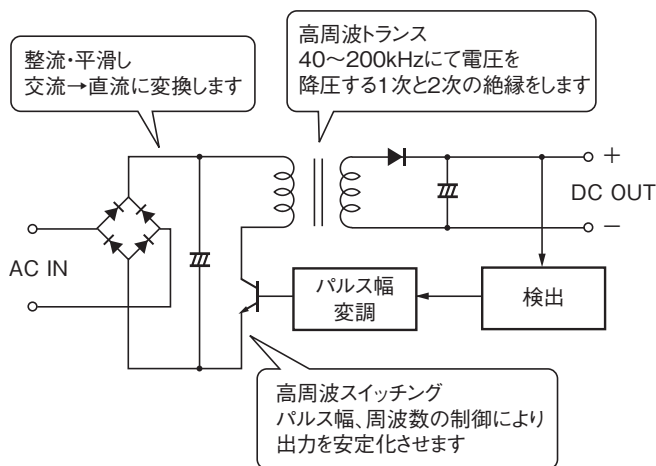 整流・平滑し
交流→直流に変換します
高周波トランス
40～200kHzにて電圧を
降圧する1次と2次の絶縁をします
+
DC OUT
−
AC IN
パルス幅
変調
検出
高周波スイッチング
パルス幅、周波数の制御により
出力を安定化させます